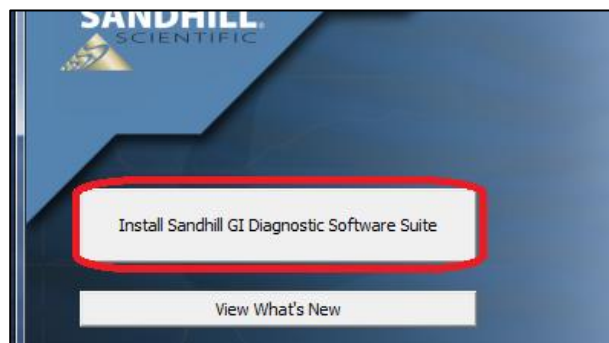 SANDHILL
SCIENTIFIC
Install Sandhill GI Diagnostic Software Suite
View What's New